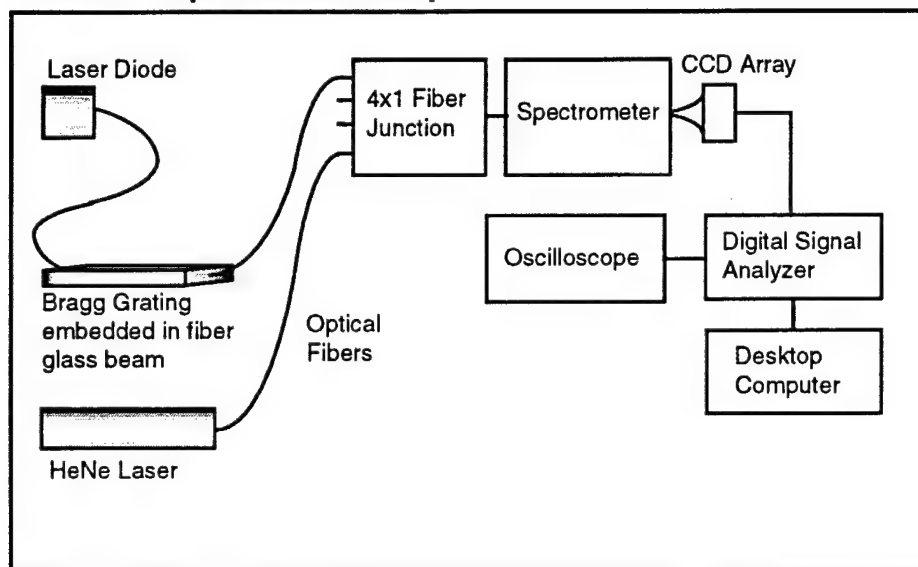 Laser Diode
4x1 Fiber
Junction
Spectrometer
CCD Array
Oscilloscope
Digital Signal
Analyzer
Desktop
Computer
Bragg Grating
embedded in fiber
glass beam
Optical
Fibers
HeNe Laser